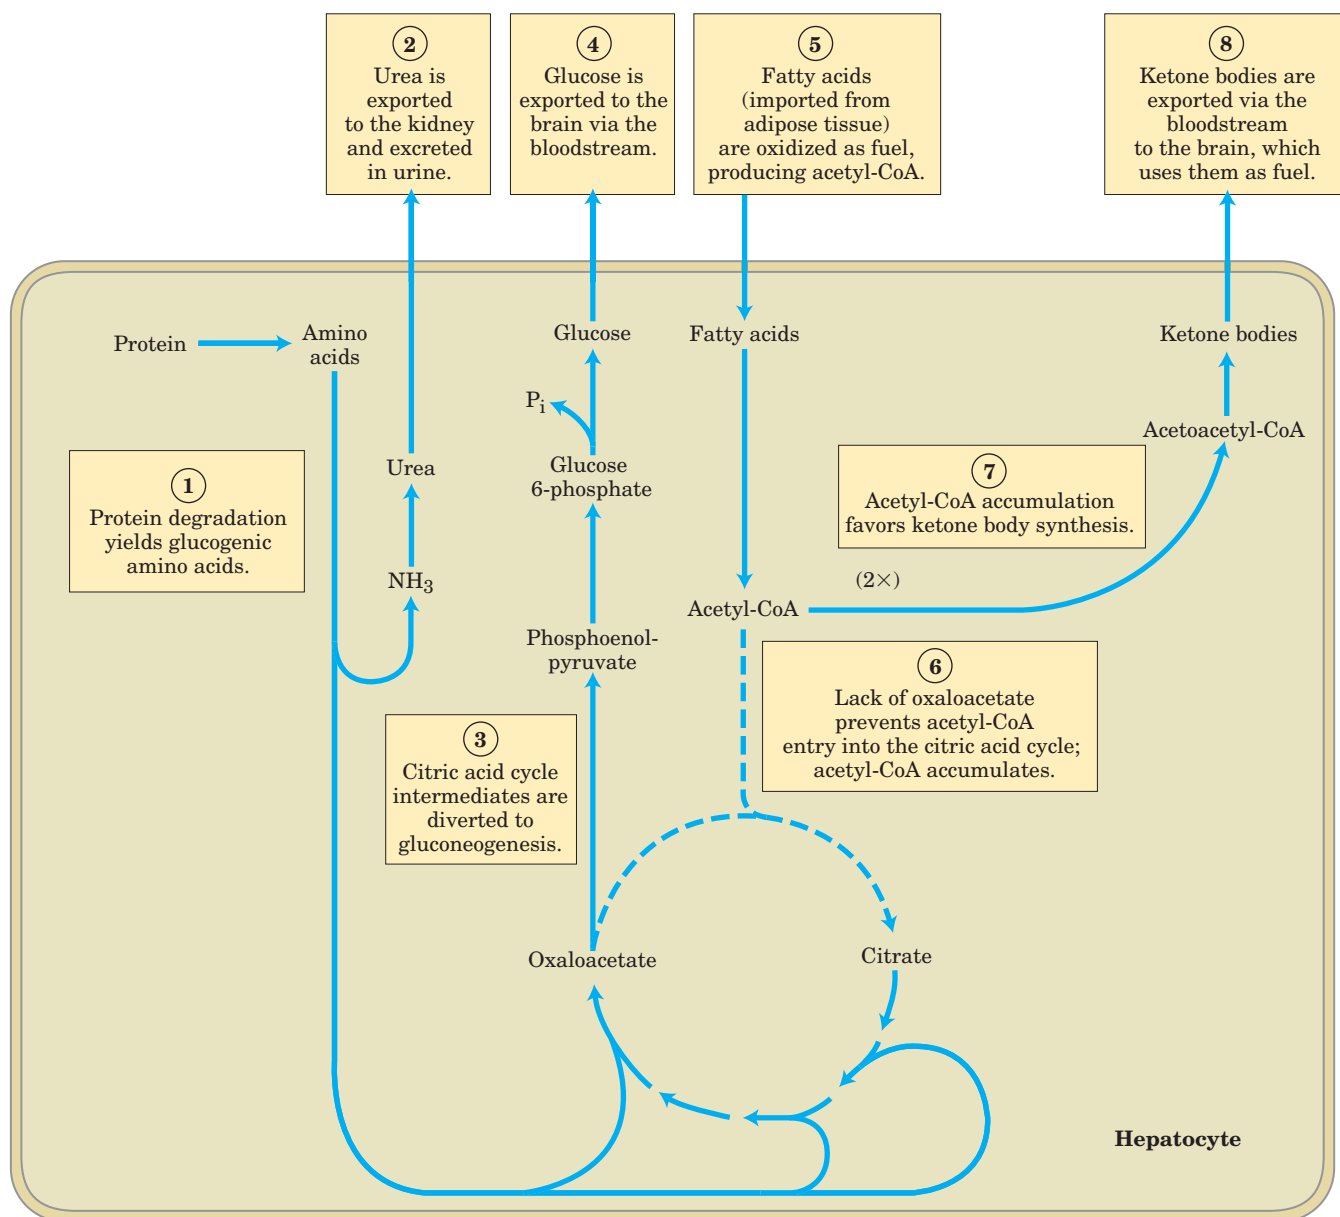 2
Urea is
exported
to the kidney
and excreted
in urine.
4
Glucose is
exported to the
brain via the
bloodstream.
5
Fatty acids
(imported from
adipose tissue)
are oxidized as fuel,
producing acetyl-CoA.
8
Ketone bodies are
exported via the
bloodstream
to the brain, which
uses them as fuel.
Protein
Amino
acids
Glucose
Fatty acids
Ketone bodies
Pi
Acetoacetyl-CoA
1
Protein degradation
yields glucogenic
amino acids.
Urea
Glucose
6-phosphate
7
Acetyl-CoA accumulation
favors ketone body synthesis.
NH3
(2×)
Acetyl-CoA
Phosphoenol-
pyruvate
6
Lack of oxaloacetate
prevents acetyl-CoA
entry into the citric acid cycle;
acetyl-CoA accumulates.
3
Citric acid cycle
intermediates are
diverted to
gluconeogenesis.
Oxaloacetate
Citrate
Hepatocyte